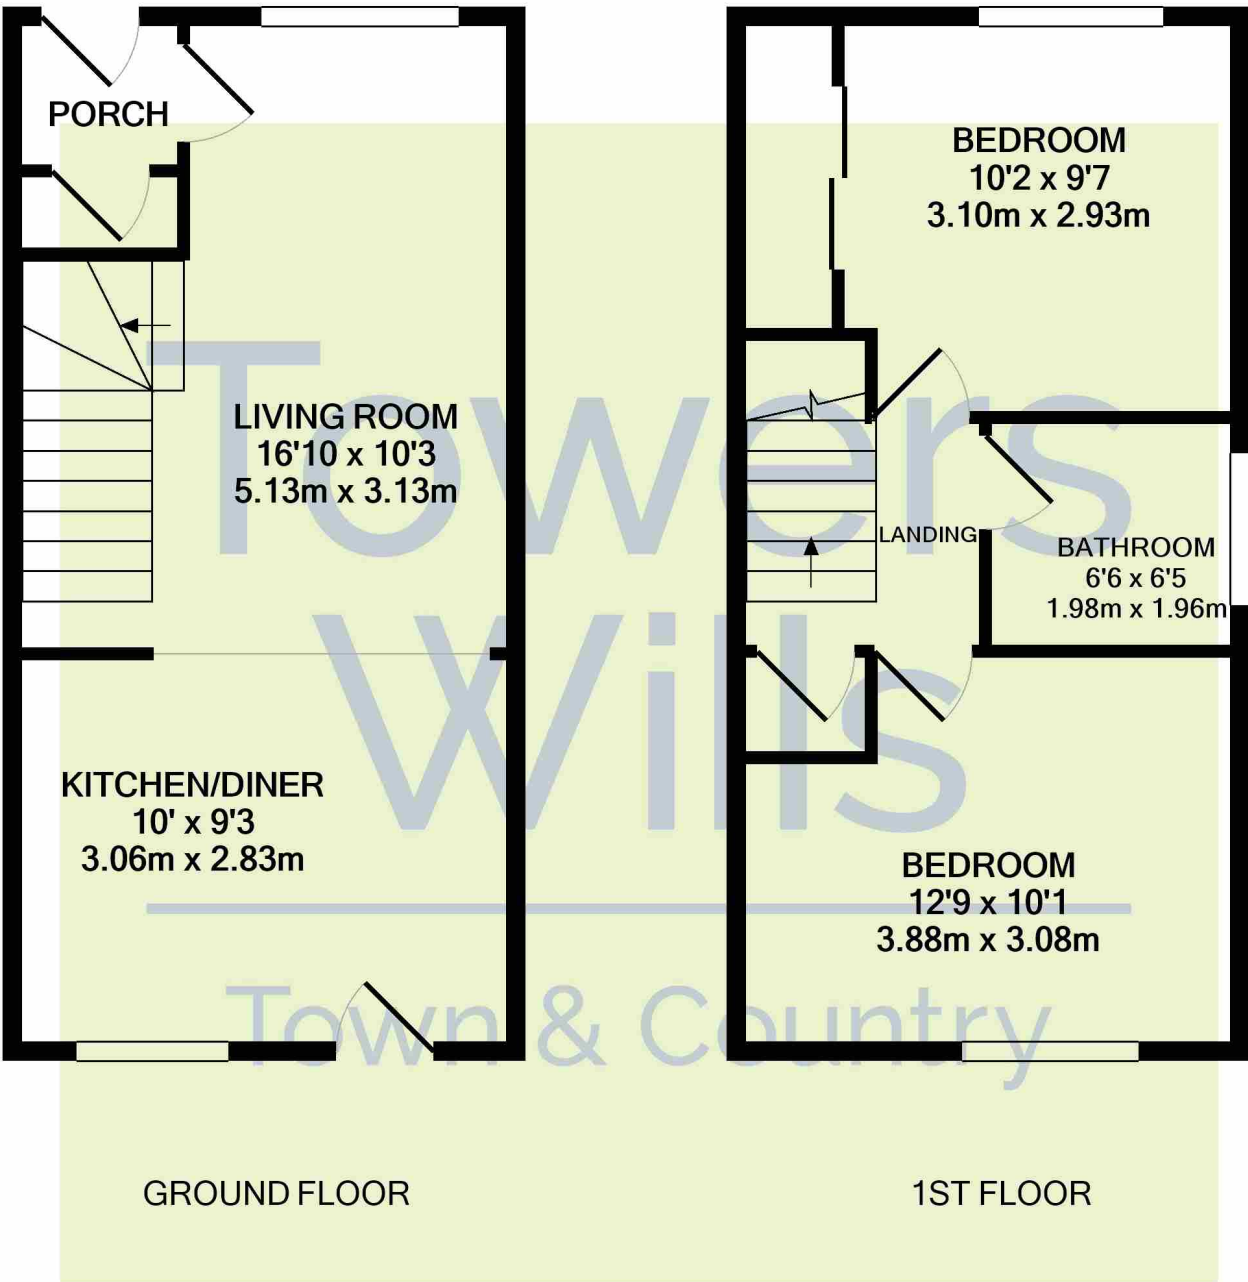 PORCH
LIVING ROOM
16'10 x 10'3
5.13m x 3.13m
KITCHEN/DINER
10' x 9'3
3.06m x 2.83m
GROUND FLOOR
BEDROOM
10'2 x 9'7
3.10m x 2.93m
LANDING
BATHROOM
6'6 x 6'5
1.98m x 1.96m
BEDROOM
12'9 x 10'1
3.88m x 3.08m
1ST FLOOR
Towers
Wills
Town & Country